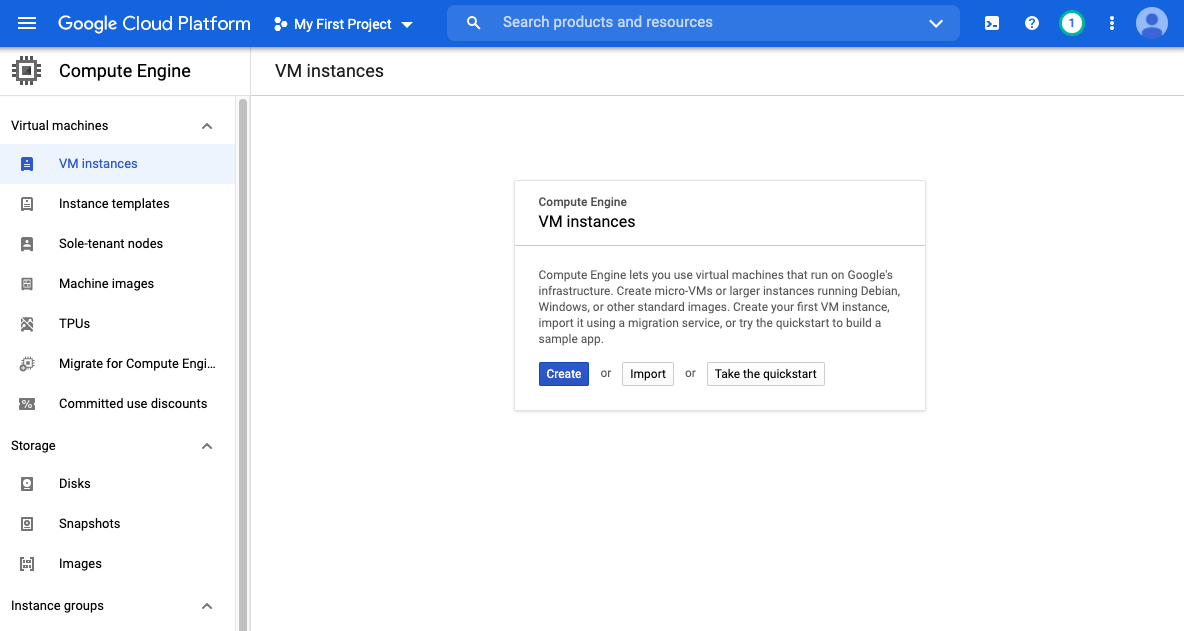 Google Cloud Platform
My First Project
Search products and resources
1
Compute Engine
VM instances
Virtual machines
VM instances
Instance templates
Sole-tenant nodes
Machine images
TPUs
Migrate for Compute Engi...
Committed use discounts
Storage
Disks
Snapshots
Images
Instance groups
Compute Engine
VM instances
Compute Engine lets you use virtual machines that run on Google's
infrastructure. Create micro-VMs or larger instances running Debian,
Windows, or other standard images. Create your first VM instance,
import it using a migration service, or try the quickstart to build a
sample app.
Create or Import or Take the quickstart